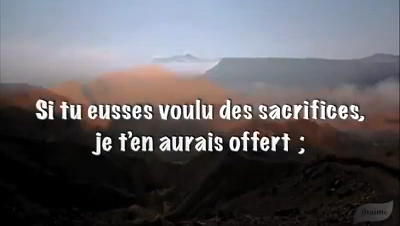 Si tu eusses voulu des sacrifices,
je t'en aurais offert ;